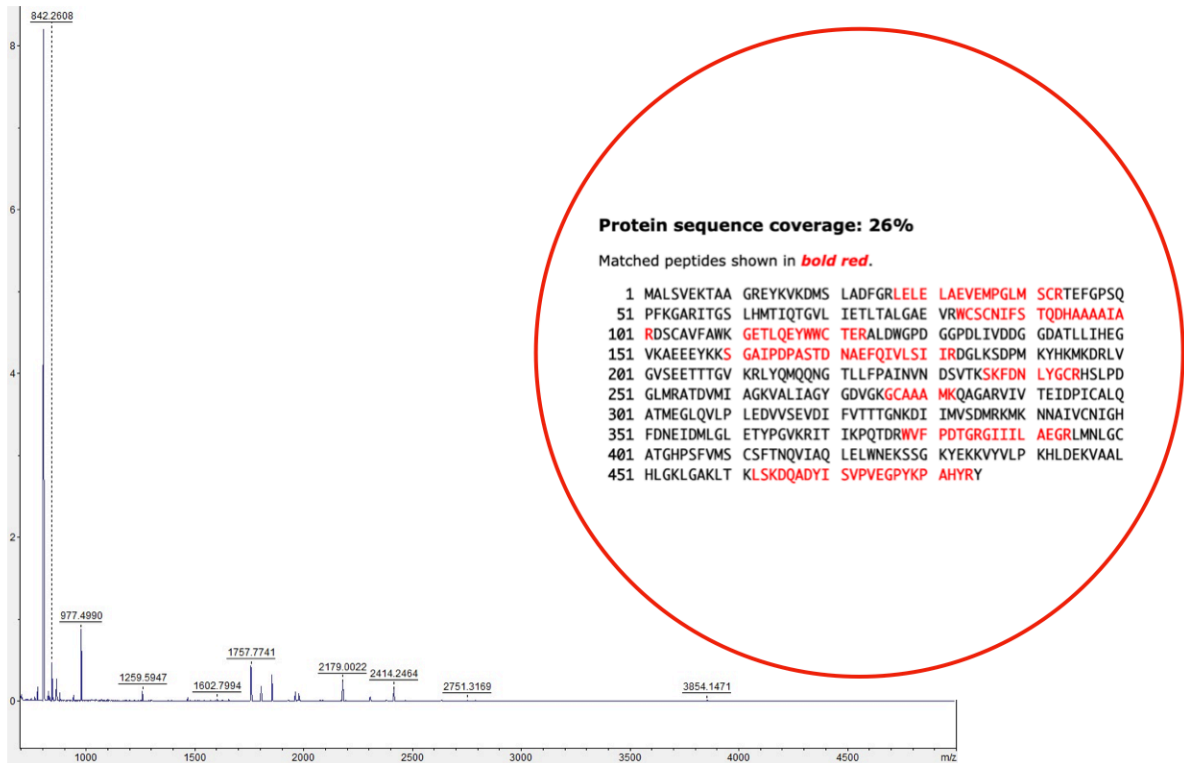 842.2608
8
6
Protein sequence coverage: 26%
Matched peptides shown in bold red.
1 MALSVEKTAA GREYKVKDMS LADFGRLELE LAEVEMPGLM SCRTEFGPSQ
51 PFKGARITGS LHMTIQTGVL IETLTALGAE VRWCSCNIFS TQDHAAAAIA
101 RDSCAVFAWK GETLQEYWWC TERALDWGPD GGPDLIVDDG GDATLLIHEG
151 VKAEEEYKKS GAIPDPASTD NAEFQIVLSI IRDGLKSDPM KYHKMKDRLV
201 GVSEETTTGV KRLYQMQQNG TLLFPAINVN DSVTKSKFDN LYGCRHSLPD
251 GLMRATDVMI AGKVALIAGY GDVGKGCAAA MKQAGARVIV TEIDPICALQ
301 ATMEGLQVLP LEDVVSEVDI FVTTTGNKDI IMVSDMRKMK NNAIVCNIGH
351 FDNEIDMLGL ETYPGVKRIT IKPQTDRWVF PDTGRGIIIL AEGRLMNLGC
401 ATGHPSFVMS CSFTNQVIAQ LELWNEKSSG KYEKKVYVLP KHLDEKVAAL
451 HLGKLGAKLT KLSKDQADYI SVPVEGPYKP AHYRY
4
2
977.4990
1757.7741
2179.0022
2414.2464
1259.5947
1602.7994
2751.3169
3854.1471
0
1000 1500 2000 2500 3000 3500 4000 4500 m/z